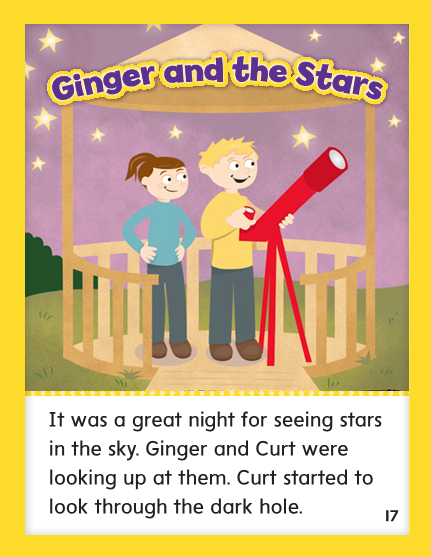 Ginger and the Stars
It was a great night for seeing stars
in the sky. Ginger and Curt were
looking up at them. Curt started to
look through the dark hole.
17